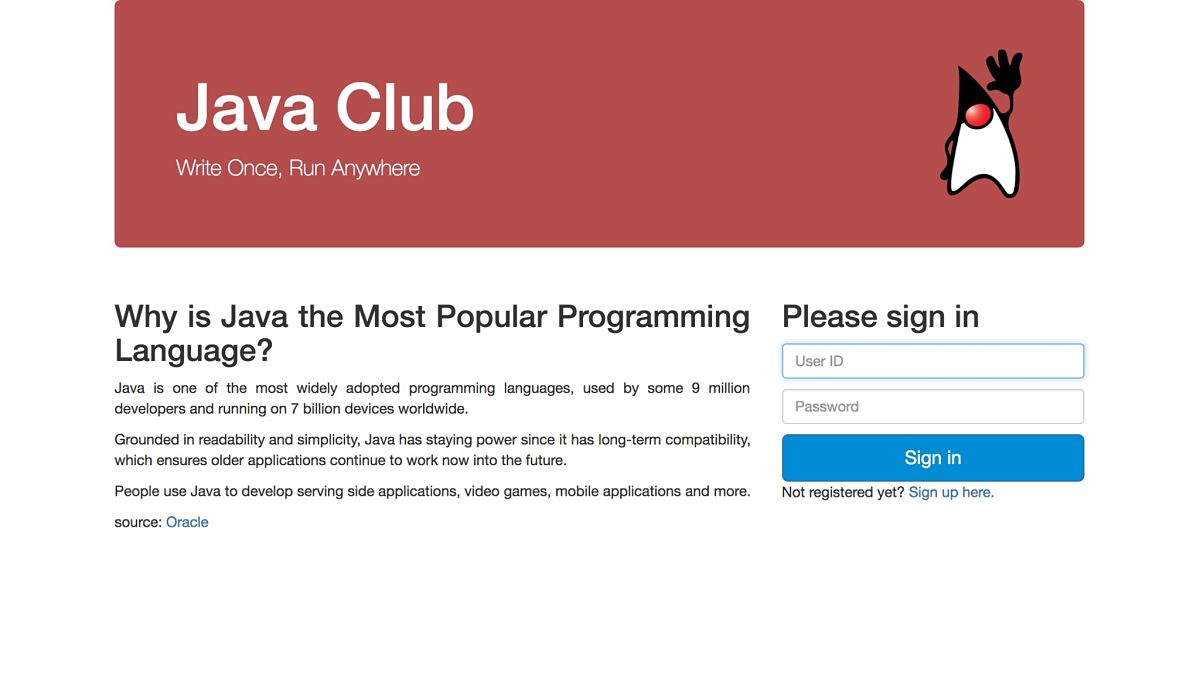 Java Club
Write Once, Run Anywhere
Why is Java the Most Popular Programming
Language?
Java is one of the most widely adopted programming languages, used by some 9 million
developers and running on 7 billion devices worldwide.
Grounded in readability and simplicity, Java has staying power since it has long-term compatibility,
which ensures older applications continue to work now into the future.
People use Java to develop serving side applications, video games, mobile applications and more.
source: Oracle
Please sign in
User ID
Password
Sign in
Not registered yet? Sign up here.